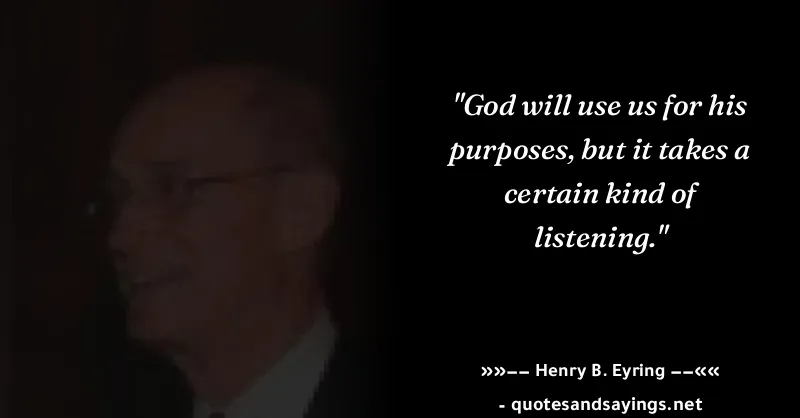 "God will use us for his
purposes, but it takes a
certain kind of
listening."
»»–– Henry B. Eyring ––««
- quotesandsayings.net